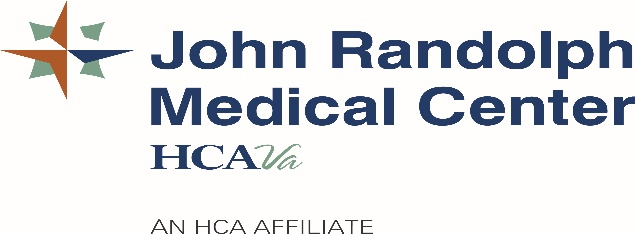 John Randolph
Medical Center
HCAVa
AN HCA AFFILIATE